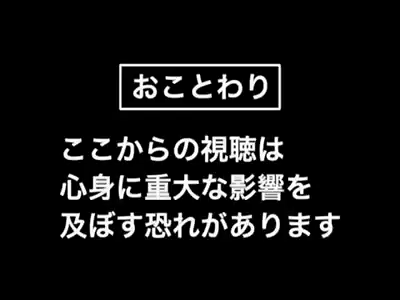 おことわり
ここからの視聴は
心身に重大な影響を
及ぼす恐れがあります